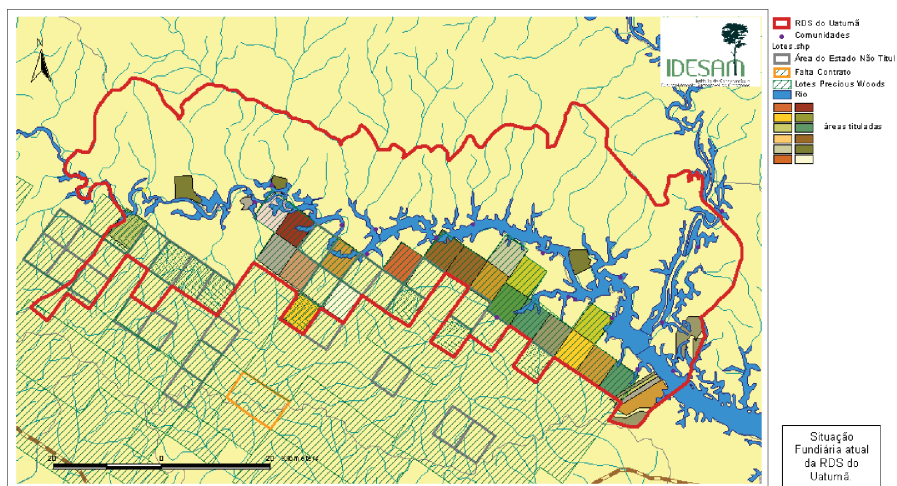 N
IDESAM
RDS do Uatumã
Comunidades
Lotes.shp
Área do Estado Não Titul
Falta Contrato
Lotes Precious Woods
Rio
áreas tituladas
20 0 20 Kilometers
Situação
Fundiária atual
da RDS do
Uatumã.